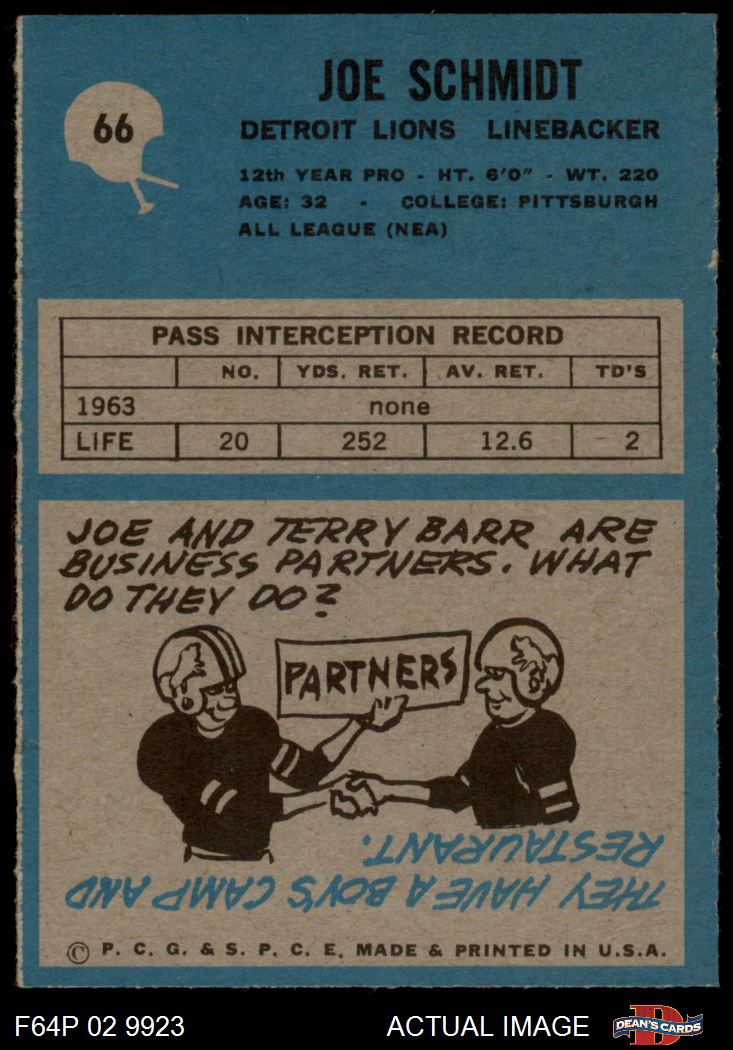 66
JOE SCHMIDT
DETROIT LIONS LINEBACKER
12th YEAR PRO - HT. 6'0" - WT. 220
AGE: 32 - COLLEGE: PITTSBURGH
ALL LEAGUE (NEA)
PASS INTERCEPTION RECORD
NO. YDS. RET. AV. RET. TD'S
1963 none
LIFE 20 252 12.6 2
JOE AND TERRY BARR ARE
BUSINESS PARTNERS. WHAT
DO THEY DO?
PARTNERS
THEY HAVE A BOY'S CAMP AND
RESTAURANT.
© P. C. G. & S. P. C. E. MADE & PRINTED IN U.S.A.
F64P 02 9923 ACTUAL IMAGE D DEAN'S CARDS